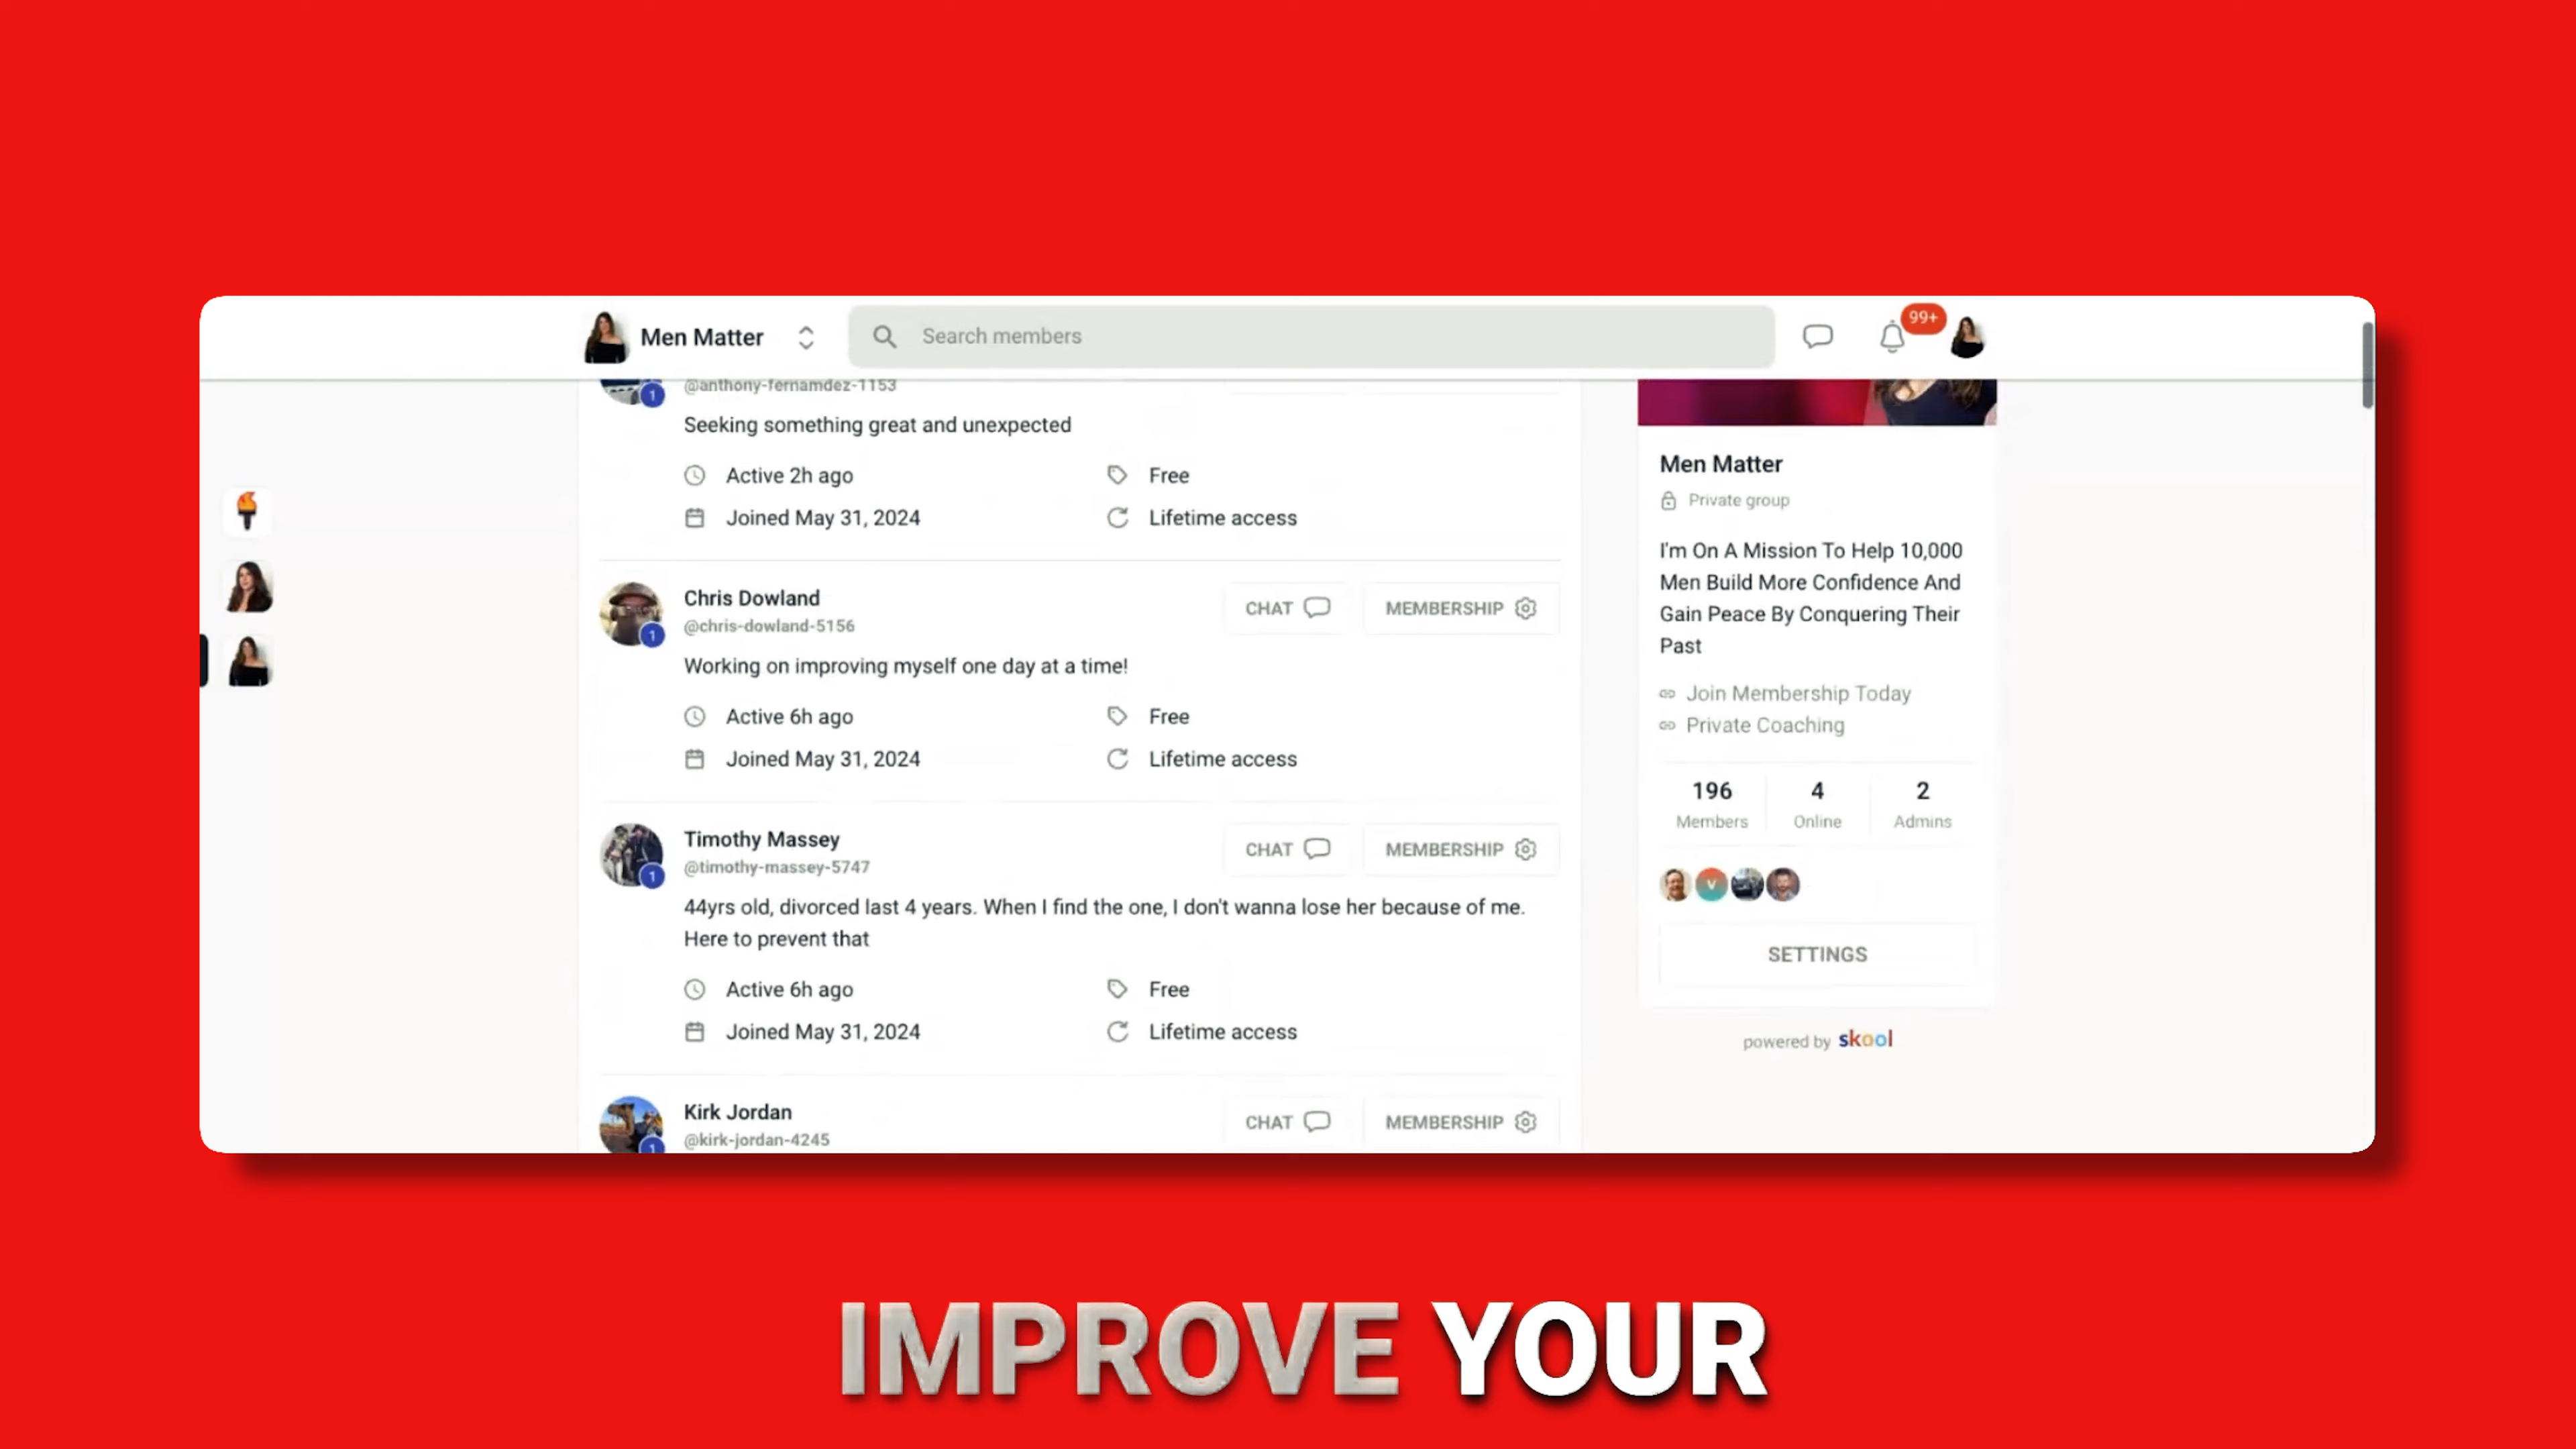 Men Matter
Search members
99+
@anthony-fernamdez-1153
1
Seeking something great and unexpected
Active 2h ago
Free
Joined May 31, 2024
Lifetime access
Chris Dowland
@chris-dowland-5156
1
CHAT
MEMBERSHIP
Working on improving myself one day at a time!
Active 6h ago
Free
Joined May 31, 2024
Lifetime access
Timothy Massey
@timothy-massey-5747
1
CHAT
MEMBERSHIP
44yrs old, divorced last 4 years. When I find the one, I don't wanna lose her because of me.
Here to prevent that
Active 6h ago
Free
Joined May 31, 2024
Lifetime access
Kirk Jordan
@kirk-jordan-4245
1
CHAT
MEMBERSHIP
Men Matter
Private group
I'm On A Mission To Help 10,000
Men Build More Confidence And
Gain Peace By Conquering Their
Past
Join Membership Today
Private Coaching
196 4 2
Members Online Admins
V
SETTINGS
powered by skool
IMPROVE YOUR